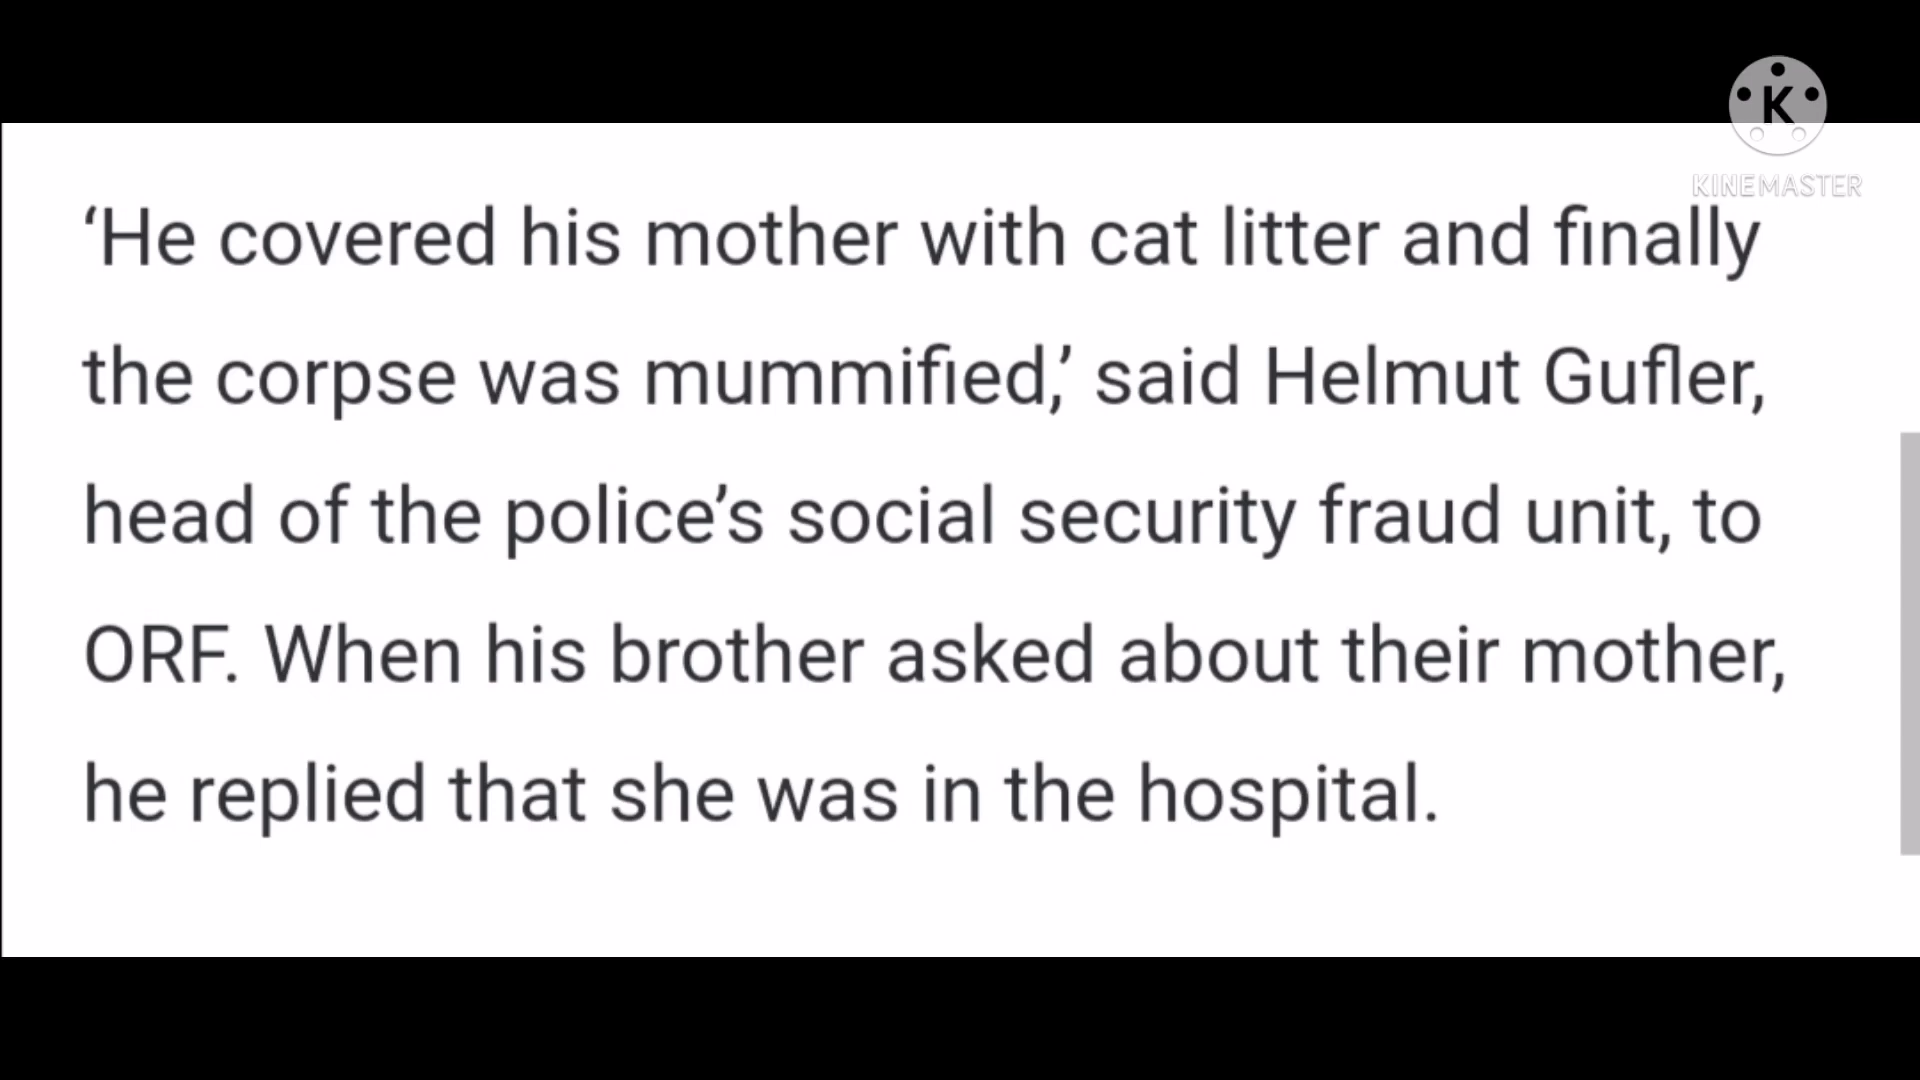 KINEMASTER
‘He covered his mother with cat litter and finally
the corpse was mummified,’ said Helmut Gufler,
head of the police’s social security fraud unit, to
ORF. When his brother asked about their mother,
he replied that she was in the hospital.